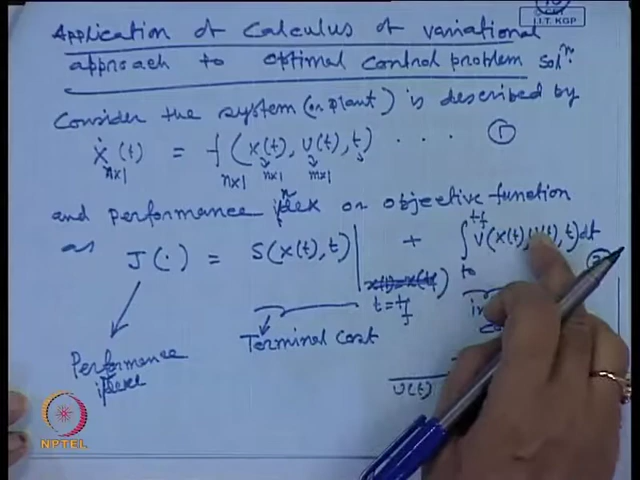 I.I.T. KGP
Application of Calculus of variational
approach to optimal control problem solⁿ.
Consider the system (or plant) is described by
ẋ(t) = f(x(t), u(t), t) . . . . ①
n×1 n×1 n×1 m×1
and performance index or objective function
as J(·) = S(x(t), t)| + ∫ V(x(t), u(t), t)dt
tf
t0
t = tf
Terminal Cost
Performance
index
u(t)
NPTEL